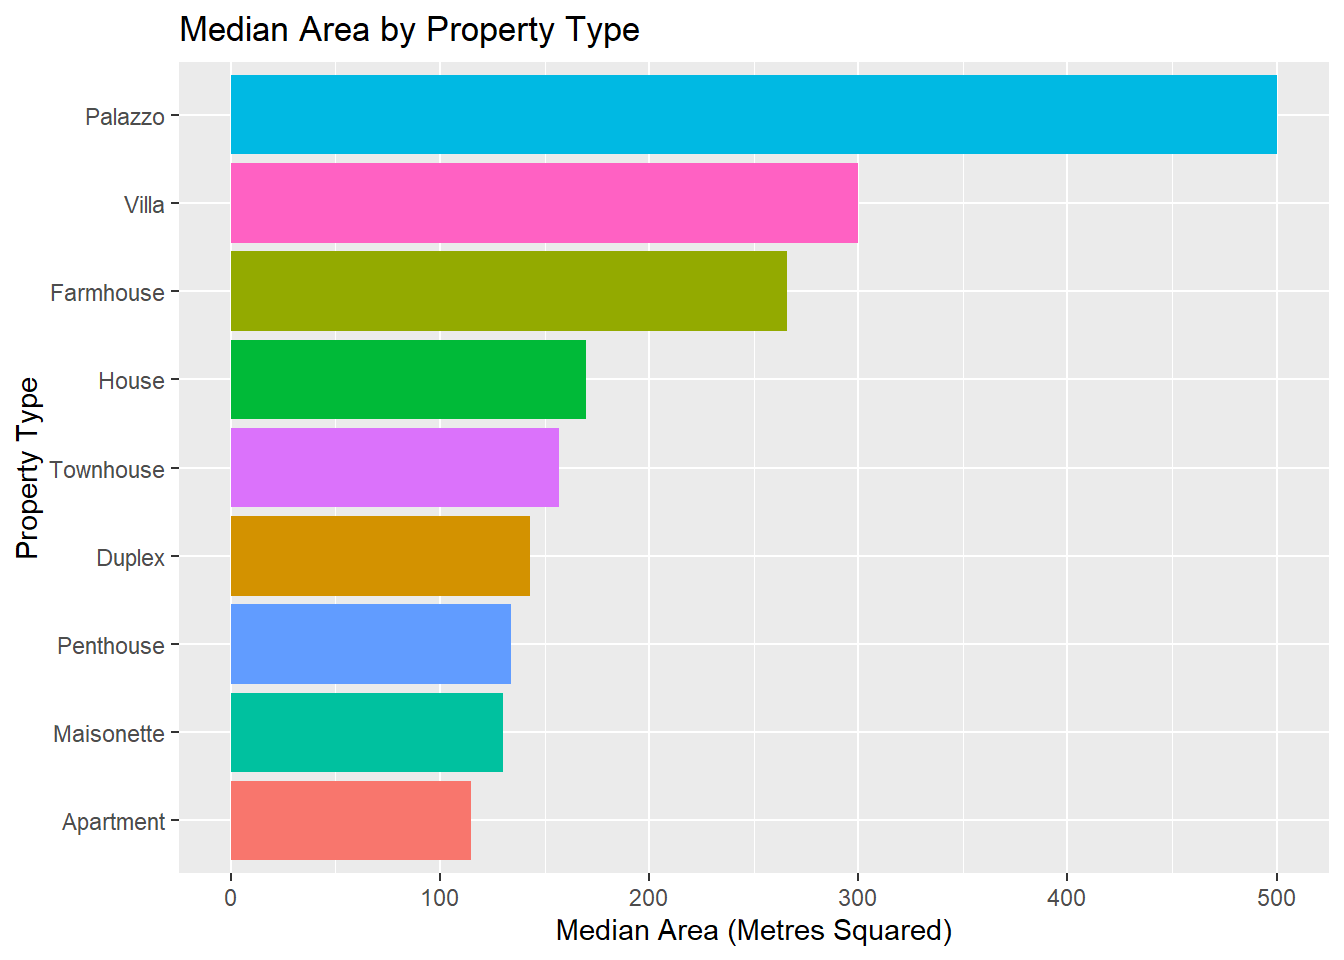 Median Area by Property Type
Property Type
Palazzo
Villa
Farmhouse
House
Townhouse
Duplex
Penthouse
Maisonette
Apartment
0 100 200 300 400 500
Median Area (Metres Squared)